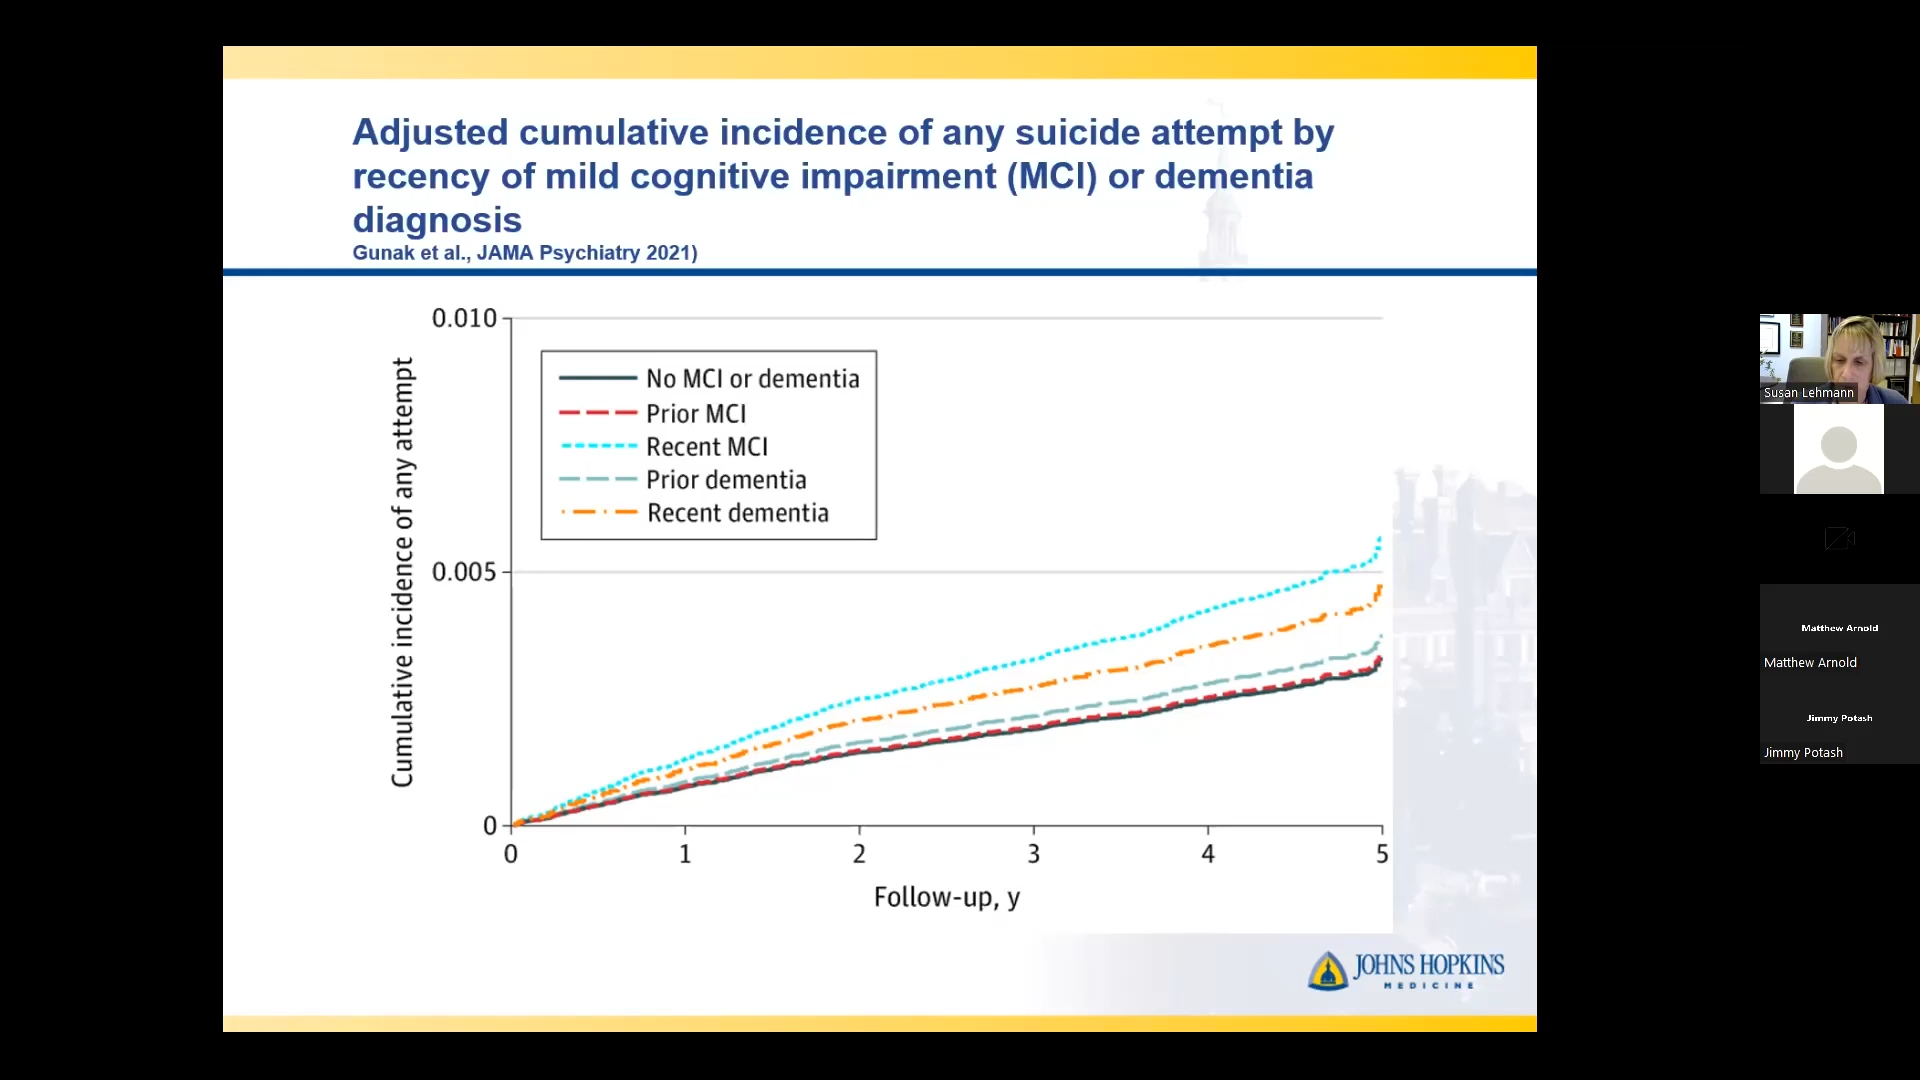 Adjusted cumulative incidence of any suicide attempt by
recency of mild cognitive impairment (MCI) or dementia
diagnosis
Gunak et al., JAMA Psychiatry 2021)
Cumulative incidence of any attempt
0.010
0.005
0
No MCI or dementia
Prior MCI
Recent MCI
Prior dementia
Recent dementia
0 1 2 3 4 5
Follow-up, y
JOHNS HOPKINS
MEDICINE
Susan Lehmann
Matthew Arnold
Matthew Arnold
Jimmy Potash
Jimmy Potash